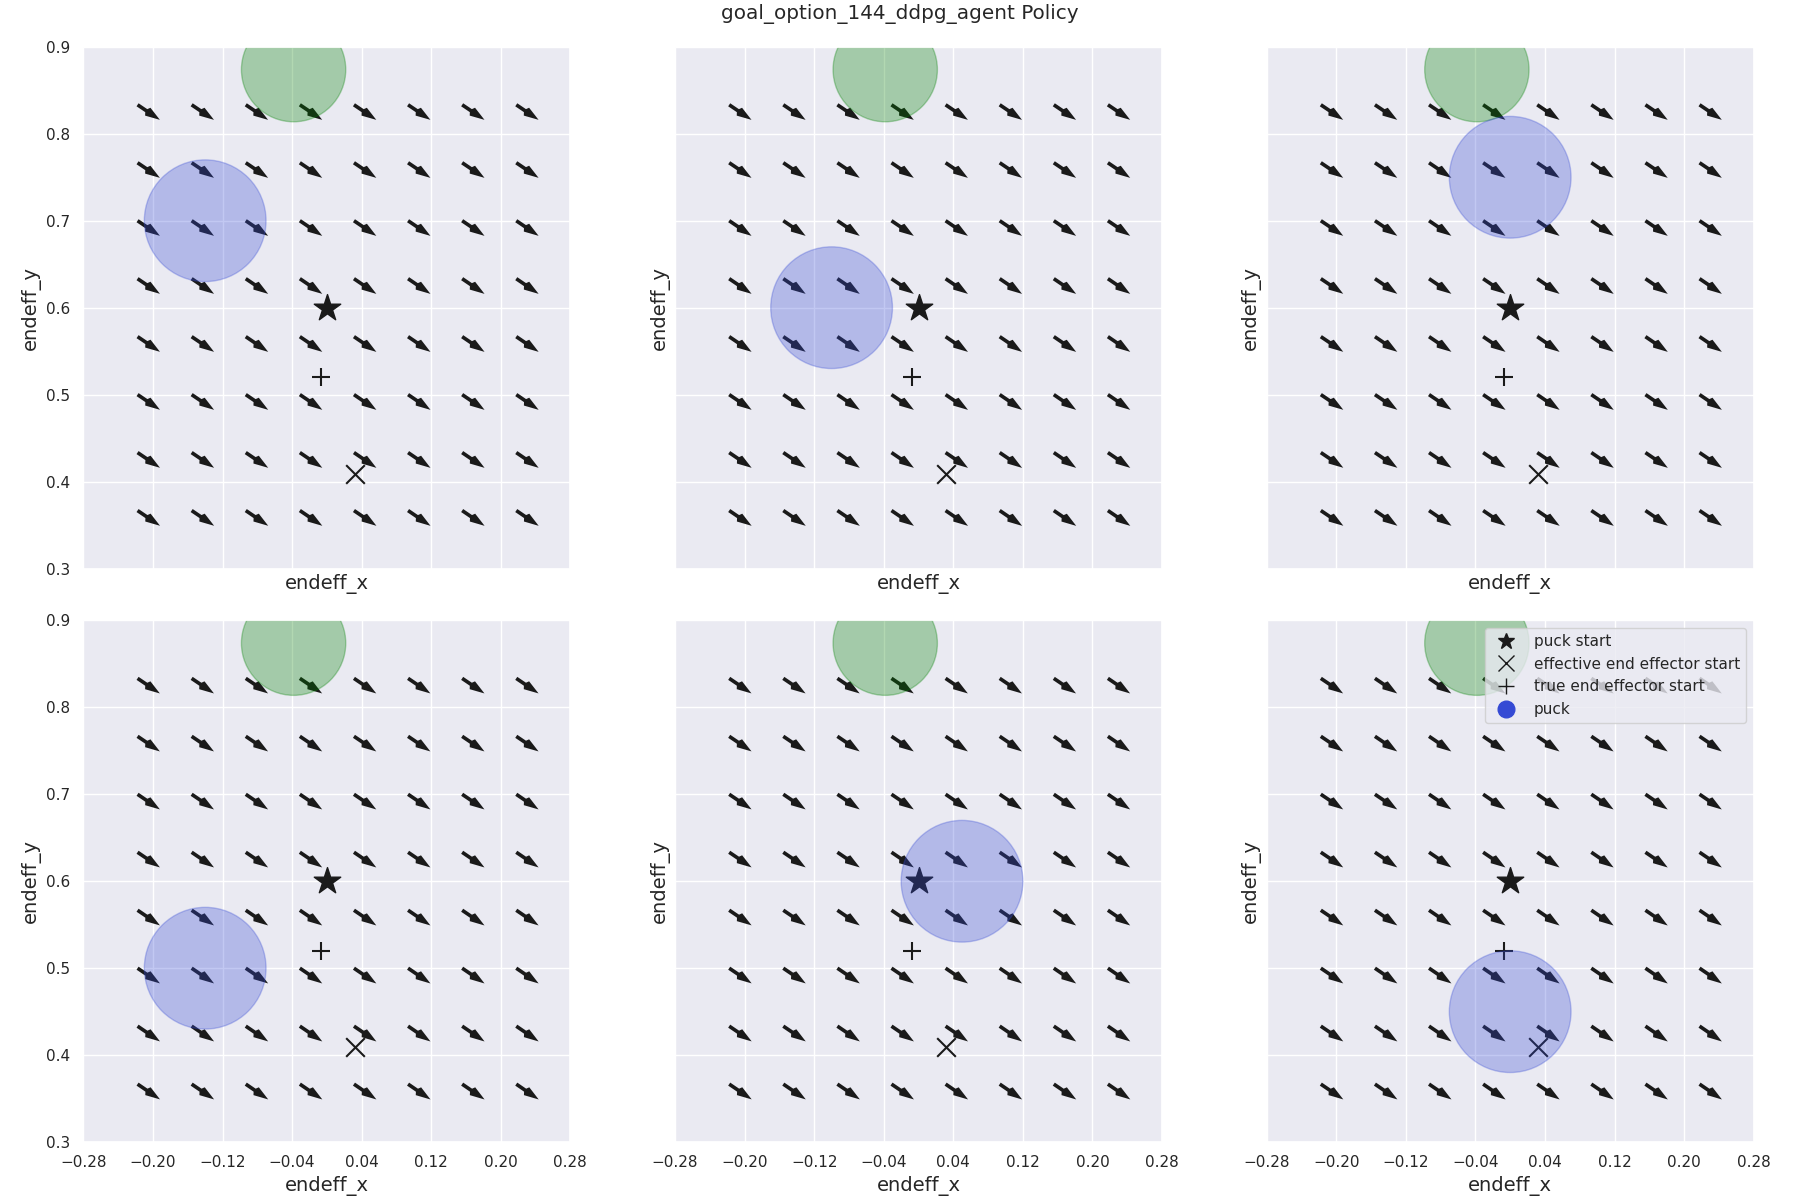 goal_option_144_ddpg_agent Policy
0.9
0.8
0.7
0.6
0.5
0.4
0.3
endeff_y
endeff_x
endeff_y
endeff_x
endeff_y
endeff_x
0.9
0.8
0.7
0.6
0.5
0.4
0.3
endeff_y
−0.28 −0.20 −0.12 −0.04 0.04 0.12 0.20 0.28
endeff_x
endeff_y
−0.28 −0.20 −0.12 −0.04 0.04 0.12 0.20 0.28
endeff_x
puck start
effective end effector start
true end effector start
puck
endeff_y
−0.28 −0.20 −0.12 −0.04 0.04 0.12 0.20 0.28
endeff_x